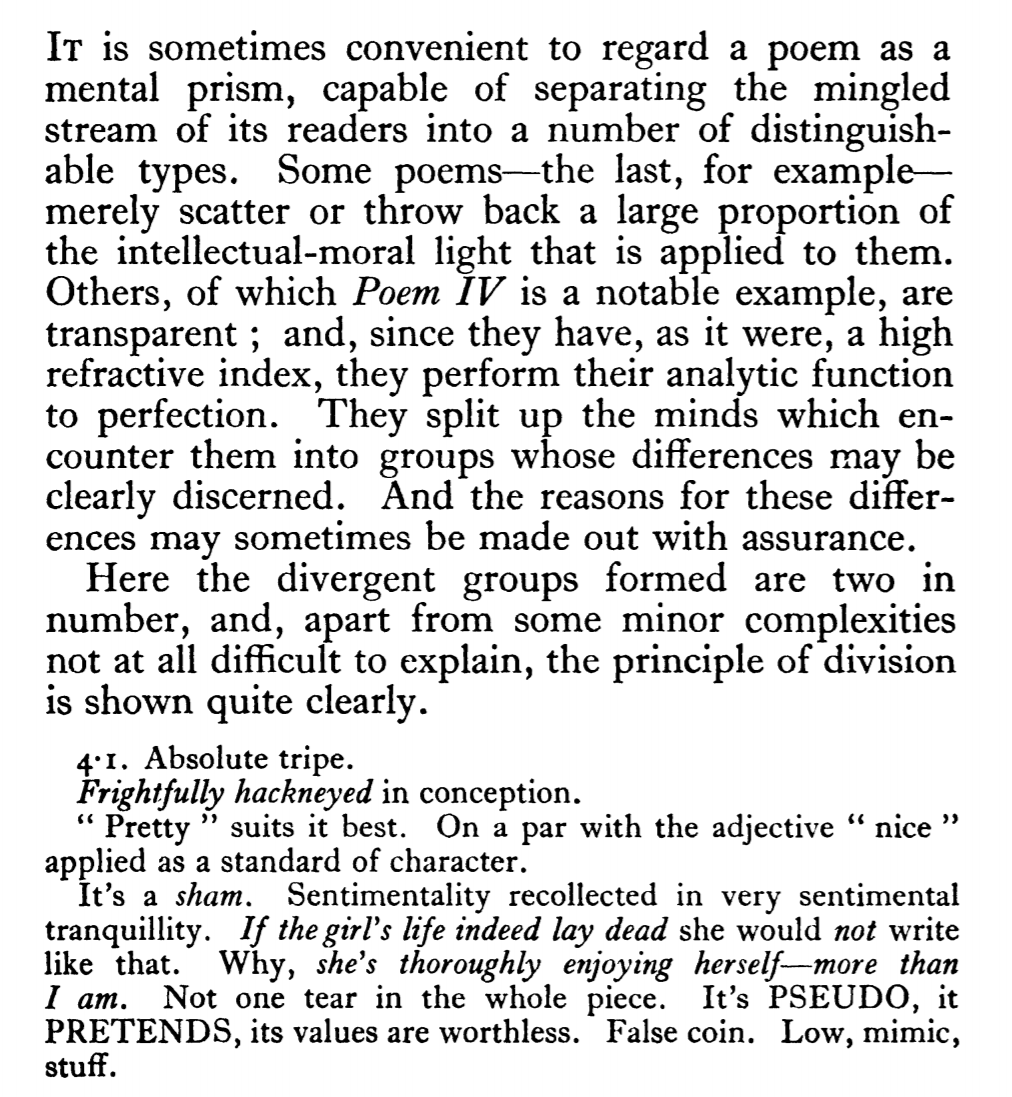 IT is sometimes convenient to regard a poem as a
mental prism, capable of separating the mingled
stream of its readers into a number of distinguish-
able types. Some poems—the last, for example—
merely scatter or throw back a large proportion of
the intellectual-moral light that is applied to them.
Others, of which Poem IV is a notable example, are
transparent ; and, since they have, as it were, a high
refractive index, they perform their analytic function
to perfection. They split up the minds which en-
counter them into groups whose differences may be
clearly discerned. And the reasons for these differ-
ences may sometimes be made out with assurance.
Here the divergent groups formed are two in
number, and, apart from some minor complexities
not at all difficult to explain, the principle of division
is shown quite clearly.
4·1. Absolute tripe.
Frightfully hackneyed in conception.
“ Pretty ” suits it best. On a par with the adjective “ nice ”
applied as a standard of character.
It's a sham. Sentimentality recollected in very sentimental
tranquillity. If the girl's life indeed lay dead she would not write
like that. Why, she's thoroughly enjoying herself—more than
I am. Not one tear in the whole piece. It's PSEUDO, it
PRETENDS, its values are worthless. False coin. Low, mimic,
stuff.